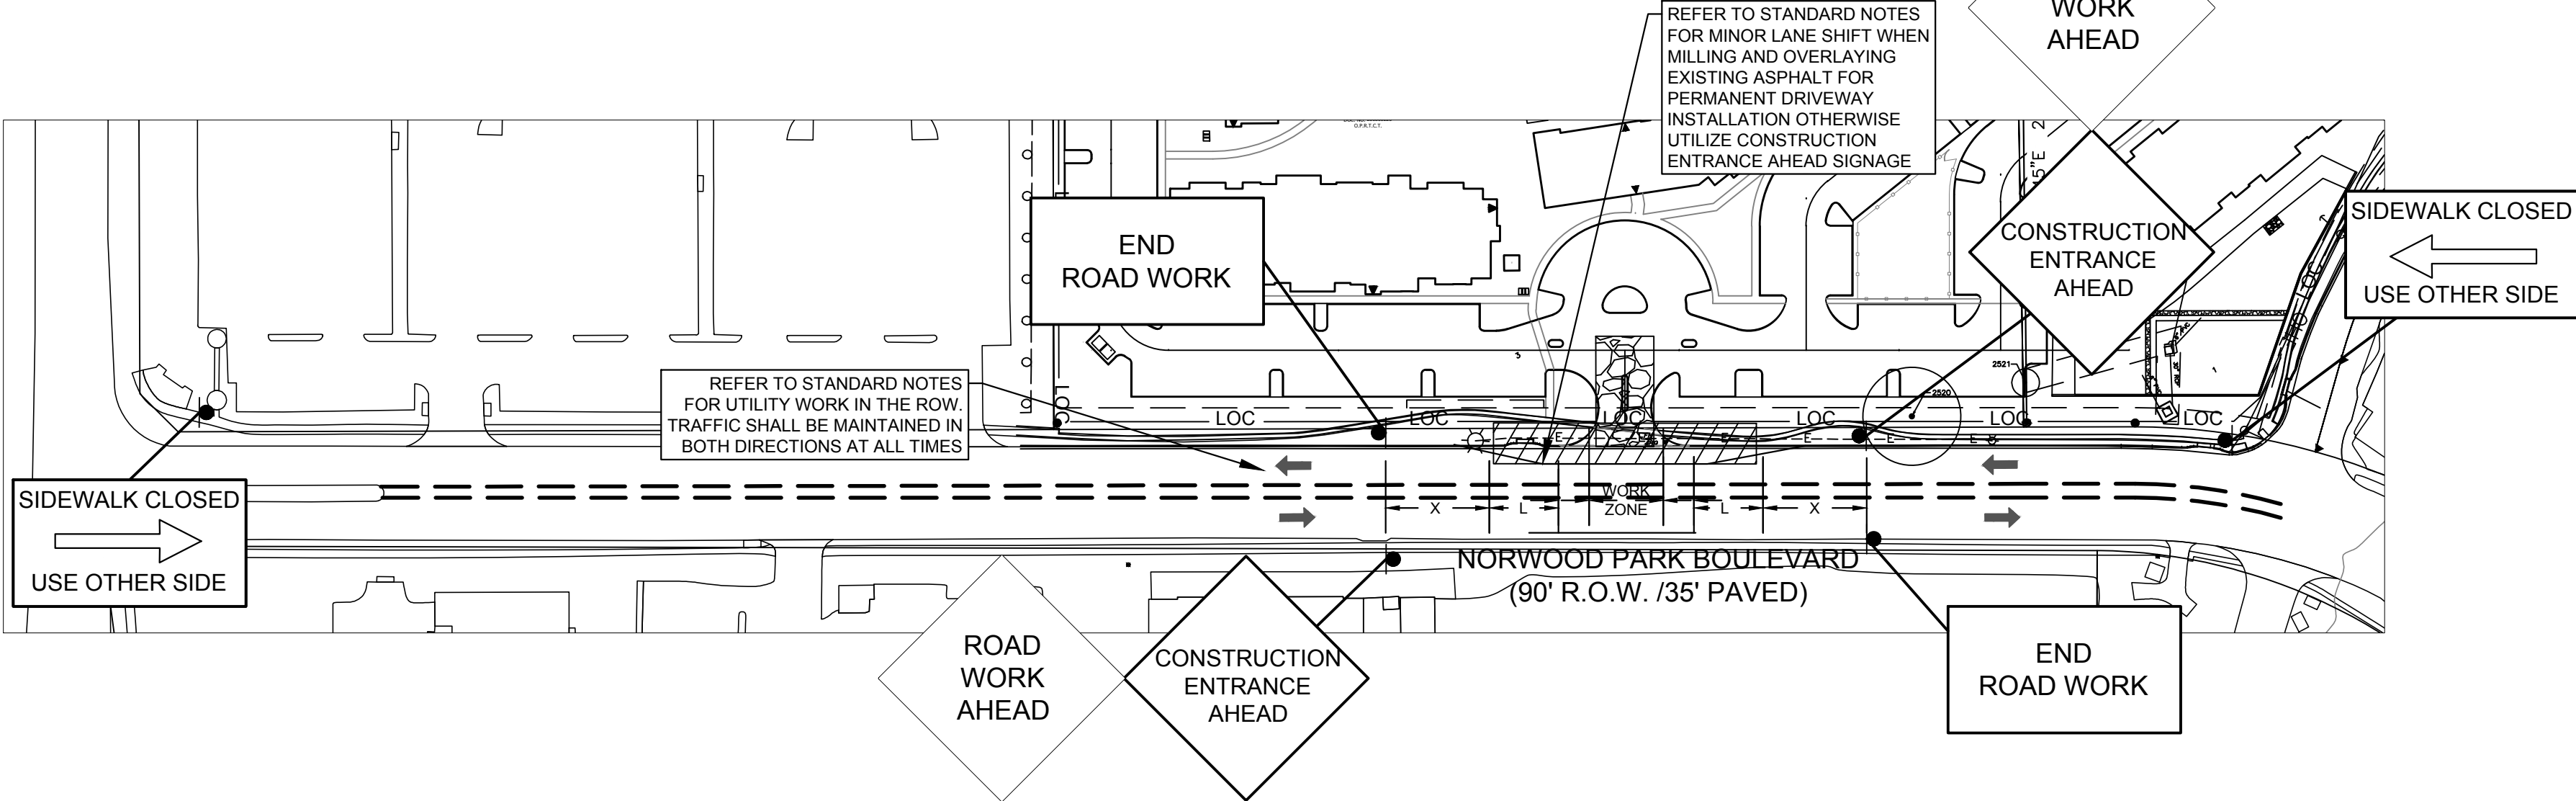 WORK
AHEAD
REFER TO STANDARD NOTES
FOR MINOR LANE SHIFT WHEN
MILLING AND OVERLAYING
EXISTING ASPHALT FOR
PERMANENT DRIVEWAY
INSTALLATION OTHERWISE
UTILIZE CONSTRUCTION
ENTRANCE AHEAD SIGNAGE
O.P.R.T.C.T.
CONSTRUCTION
ENTRANCE
AHEAD
SIDEWALK CLOSED
USE OTHER SIDE
END
ROAD WORK
2521
2520
REFER TO STANDARD NOTES
FOR UTILITY WORK IN THE ROW.
TRAFFIC SHALL BE MAINTAINED IN
BOTH DIRECTIONS AT ALL TIMES
LOC
LOC
LOC
LOC
LOC
LOC
LOC
E
E
E
E
E
SIDEWALK CLOSED
USE OTHER SIDE
X
L
WORK
ZONE
L
X
NORWOOD PARK BOULEVARD
(90' R.O.W. /35' PAVED)
ROAD
WORK
AHEAD
CONSTRUCTION
ENTRANCE
AHEAD
END
ROAD WORK